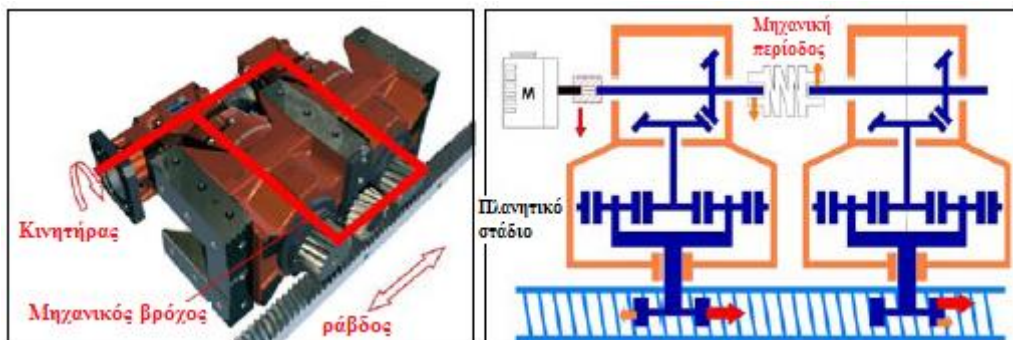 Κινητήρας
Μηχανικός βρόχος
ράβδος
Μηχανική
περίοδος
M
Πλανητικό
στάδιο